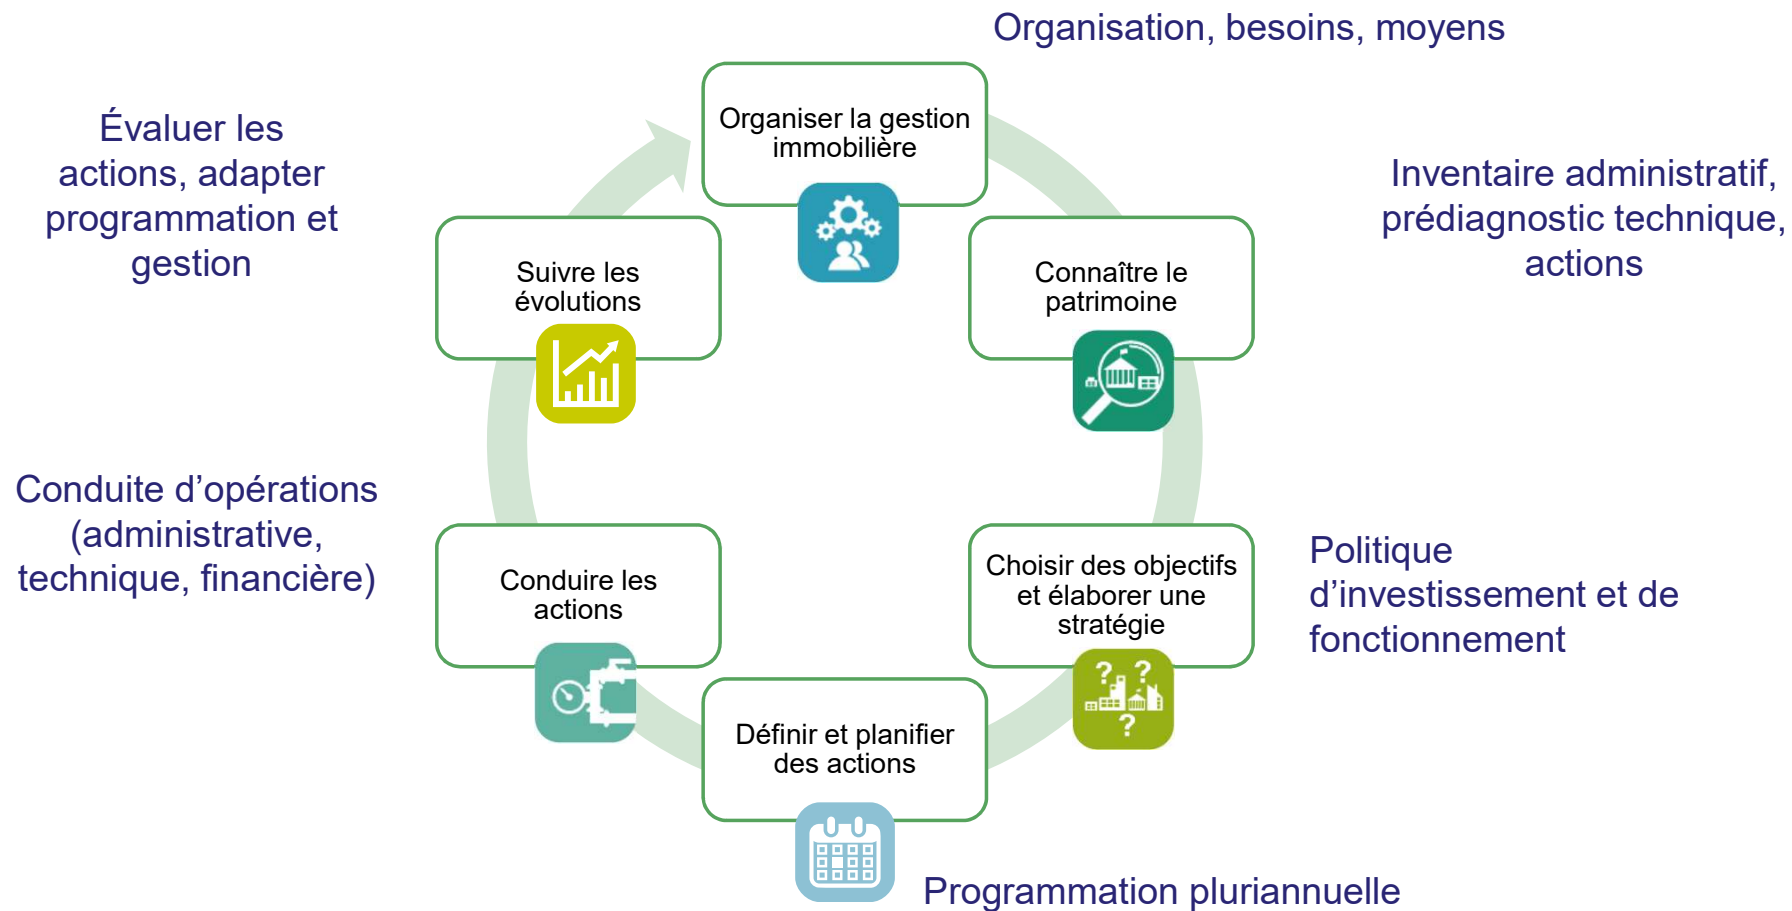 Organisation, besoins, moyens
Organiser la gestion
immobilière
Inventaire administratif,
prédiagnostic technique,
actions
Connaître le
patrimoine
Politique
d’investissement et de
fonctionnement
Choisir des objectifs
et élaborer une
stratégie
? ?
?
Définir et planifier
des actions
Programmation pluriannuelle
Conduite d’opérations
(administrative,
technique, financière)
Conduire les
actions
Évaluer les
actions, adapter
programmation et
gestion
Suivre les
évolutions